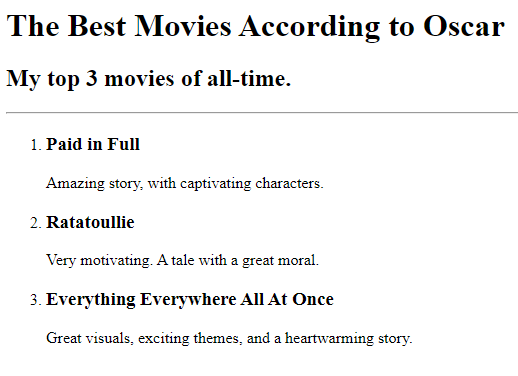 The Best Movies According to Oscar
My top 3 movies of all-time.
1. Paid in Full
Amazing story, with captivating characters.
2. Ratatoullie
Very motivating. A tale with a great moral.
3. Everything Everywhere All At Once
Great visuals, exciting themes, and a heartwarming story.